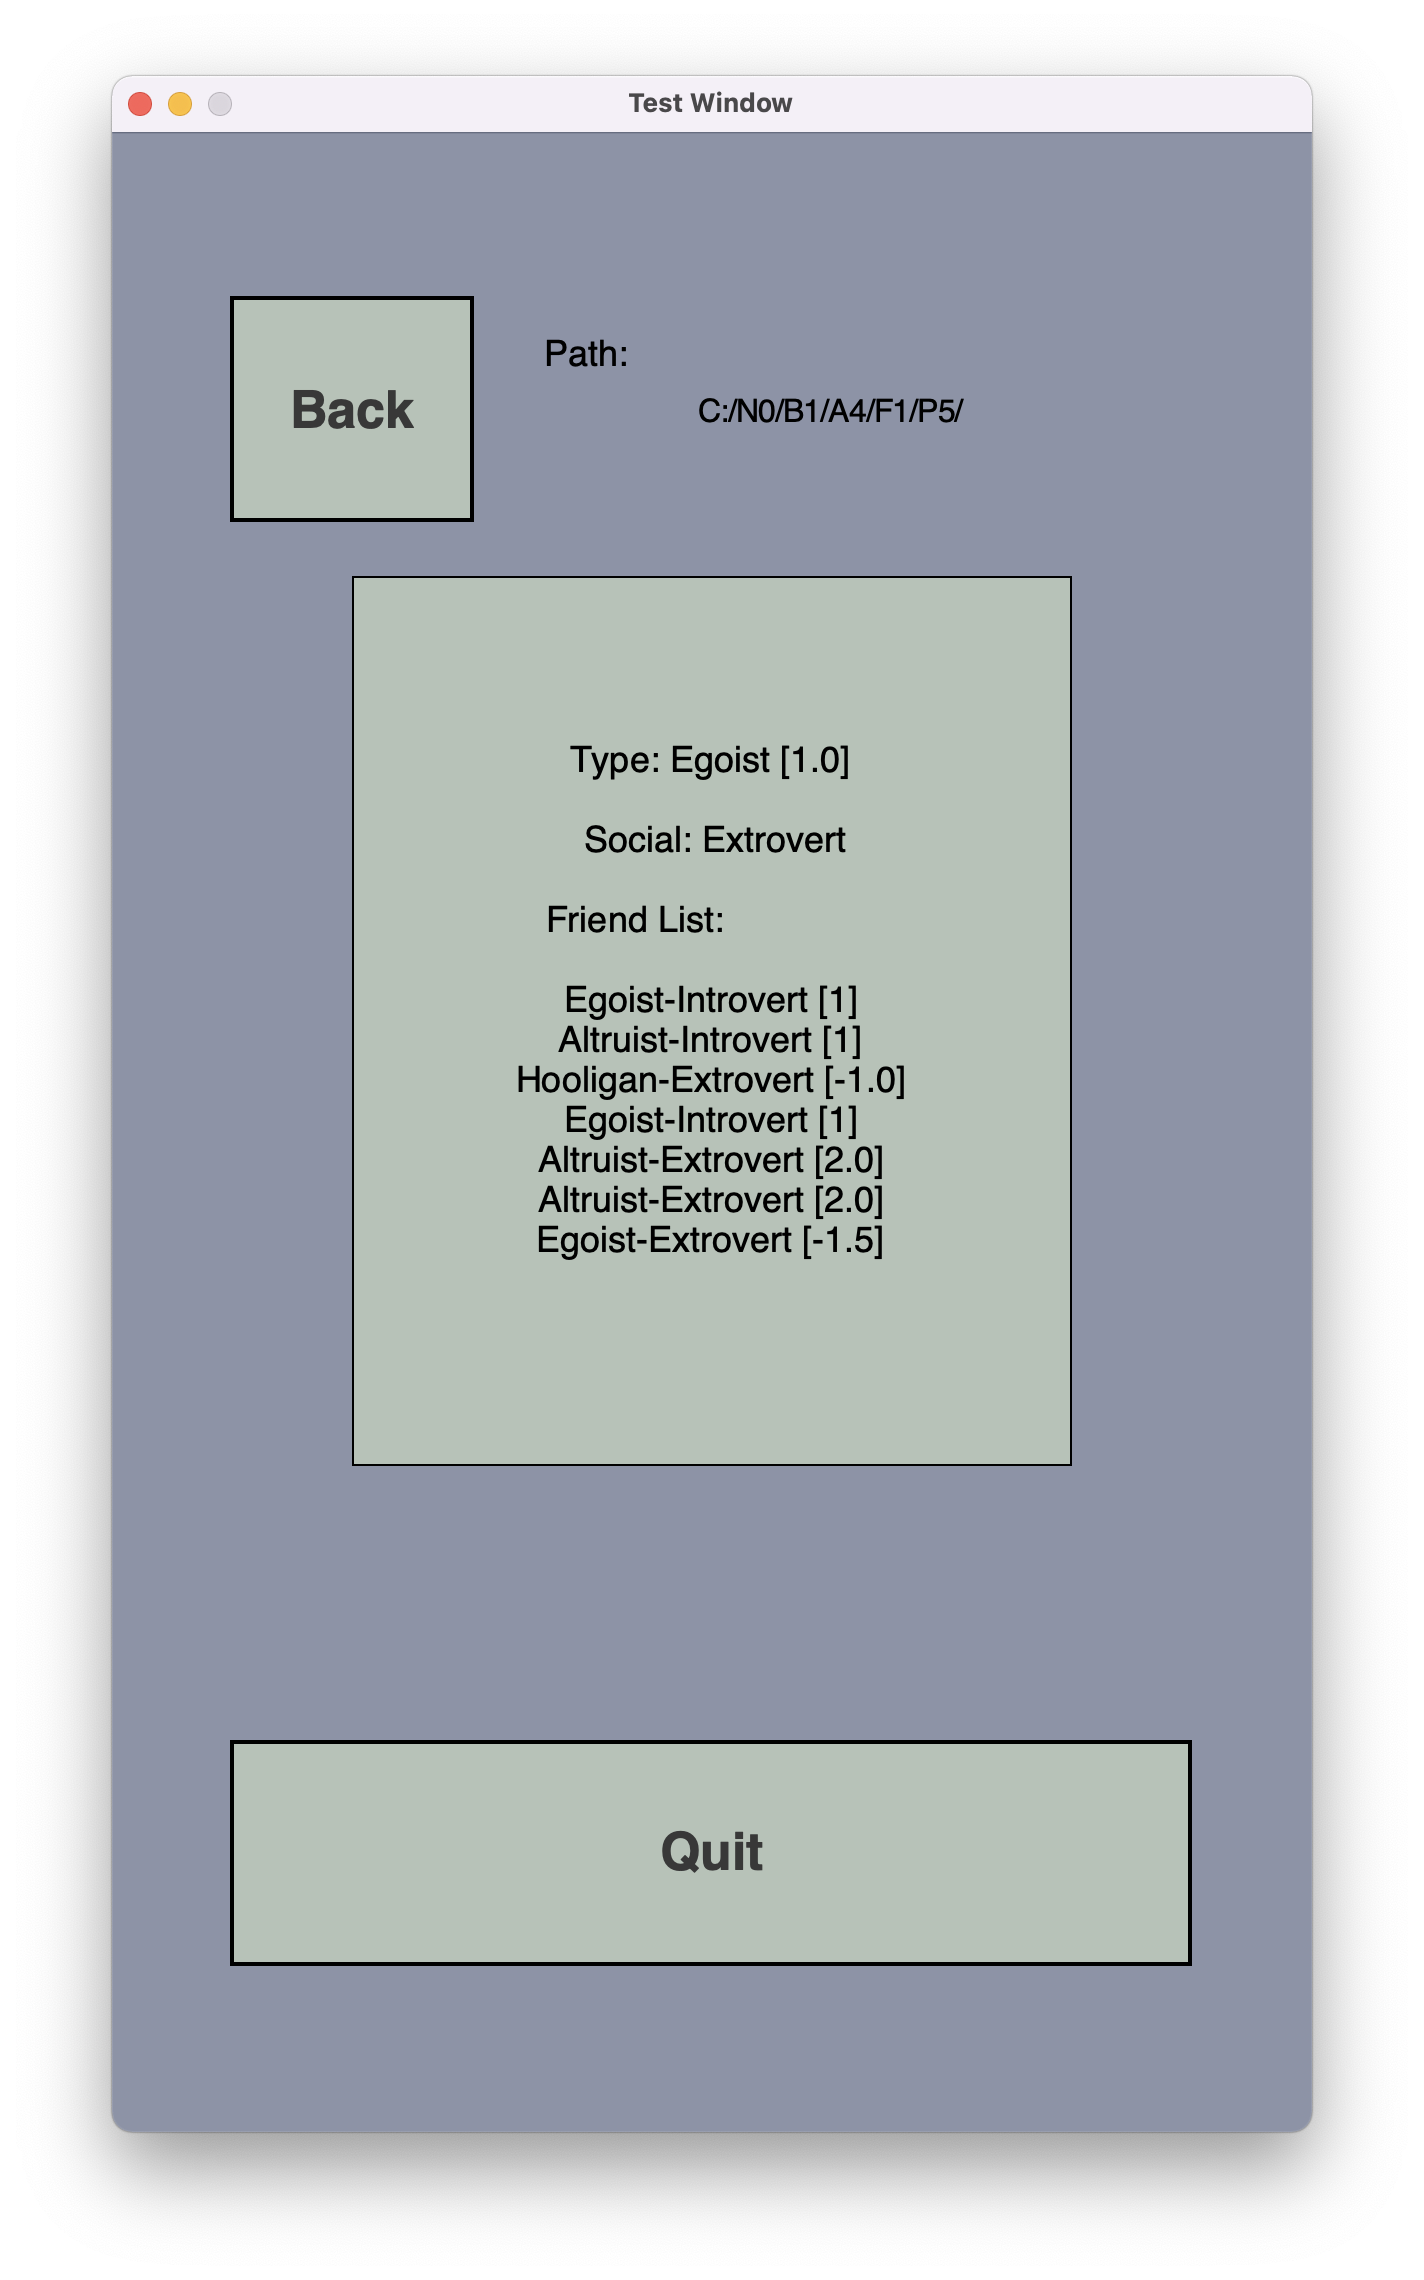 Test Window
Back
Path:
C:/N0/B1/A4/F1/P5/
Type: Egoist [1.0]
Social: Extrovert
Friend List:
Egoist-Introvert [1]
Altruist-Introvert [1]
Hooligan-Extrovert [-1.0]
Egoist-Introvert [1]
Altruist-Extrovert [2.0]
Altruist-Extrovert [2.0]
Egoist-Extrovert [-1.5]
Quit